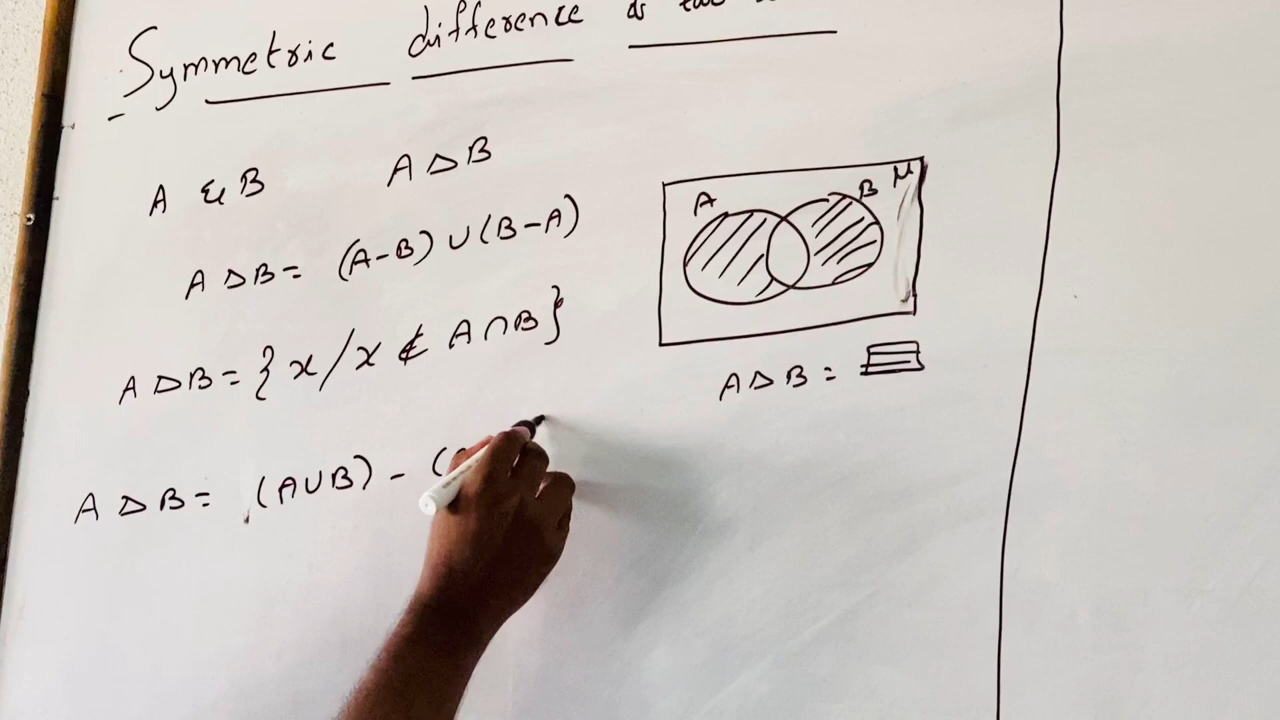 Symmetric difference
A & B A Δ B
A Δ B = (A-B) ∪ (B-A)
A Δ B = {x/x ∉ A∩B}
A Δ B = (A∪B) - (
A B μ
A Δ B =